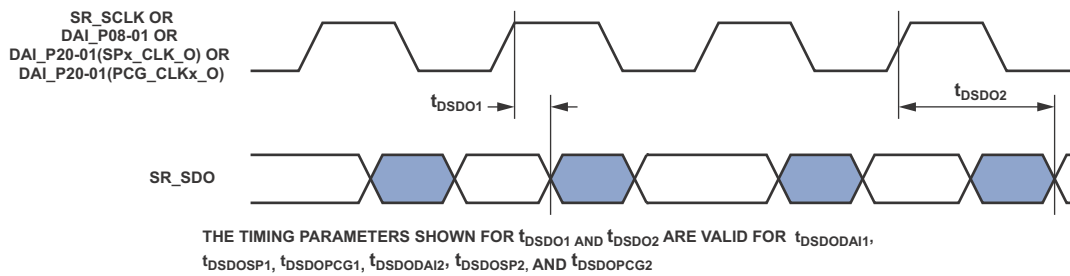 SR_SCLK OR
DAI_P08-01 OR
DAI_P20-01(SPx_CLK_O) OR
DAI_P20-01(PCG_CLKx_O)
tDSDO1
tDSDO2
SR_SDO
THE TIMING PARAMETERS SHOWN FOR tDSDO1 AND tDSDO2 ARE VALID FOR tDSDODAI1,
tDSDOSP1, tDSDOPCG1, tDSDODAI2, tDSDOSP2, AND tDSDOPCG2